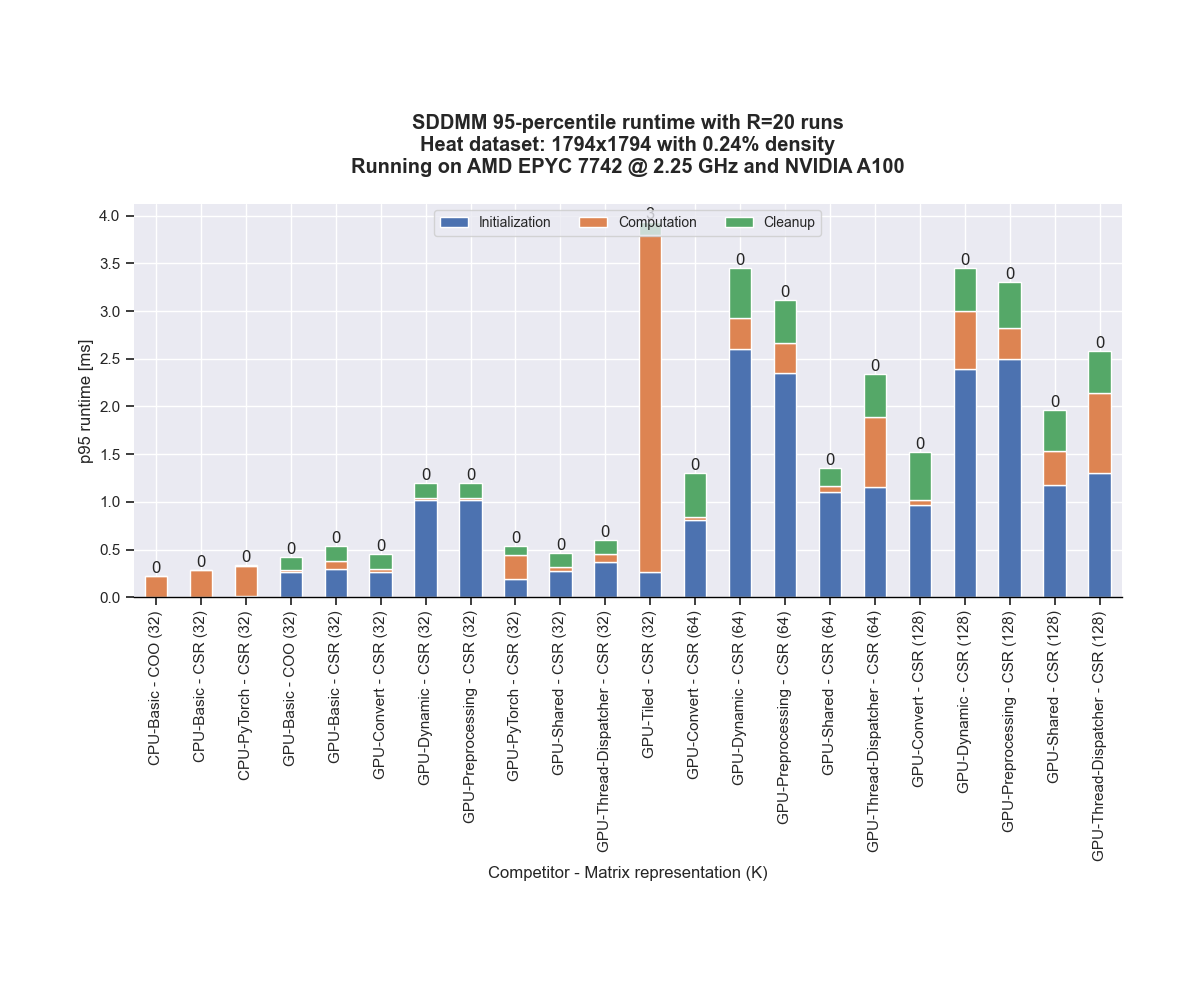 SDDMM 95-percentile runtime with R=20 runs
Heat dataset: 1794x1794 with 0.24% density
Running on AMD EPYC 7742 @ 2.25 GHz and NVIDIA A100
Initialization
Computation
Cleanup
p95 runtime [ms]
4.0
3.5
3.0
2.5
2.0
1.5
1.0
0.5
0.0
0
0
0
0
0
0
0
0
0
0
0
3
0
0
0
0
0
0
0
0
0
0
CPU-Basic - COO (32)
CPU-Basic - CSR (32)
CPU-PyTorch - CSR (32)
GPU-Basic - COO (32)
GPU-Basic - CSR (32)
GPU-Convert - CSR (32)
GPU-Dynamic - CSR (32)
GPU-Preprocessing - CSR (32)
GPU-PyTorch - CSR (32)
GPU-Shared - CSR (32)
GPU-Thread-Dispatcher - CSR (32)
GPU-Tiled - CSR (32)
GPU-Convert - CSR (64)
GPU-Dynamic - CSR (64)
GPU-Preprocessing - CSR (64)
GPU-Shared - CSR (64)
GPU-Thread-Dispatcher - CSR (64)
GPU-Convert - CSR (128)
GPU-Dynamic - CSR (128)
GPU-Preprocessing - CSR (128)
GPU-Shared - CSR (128)
GPU-Thread-Dispatcher - CSR (128)
Competitor - Matrix representation (K)